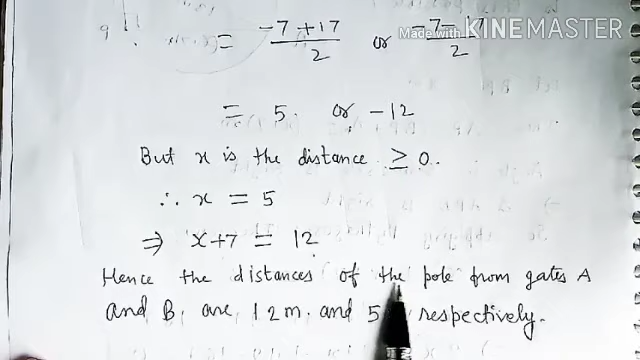 Made with KINEMASTER
= -7+17/2 or -7-17/2
= 5 or -12
But x is the distance ≥ 0.
∴ x = 5
⇒ x+7 = 12
Hence the distances of the pole from gates A
and B, are 12m, and 5 respectively.